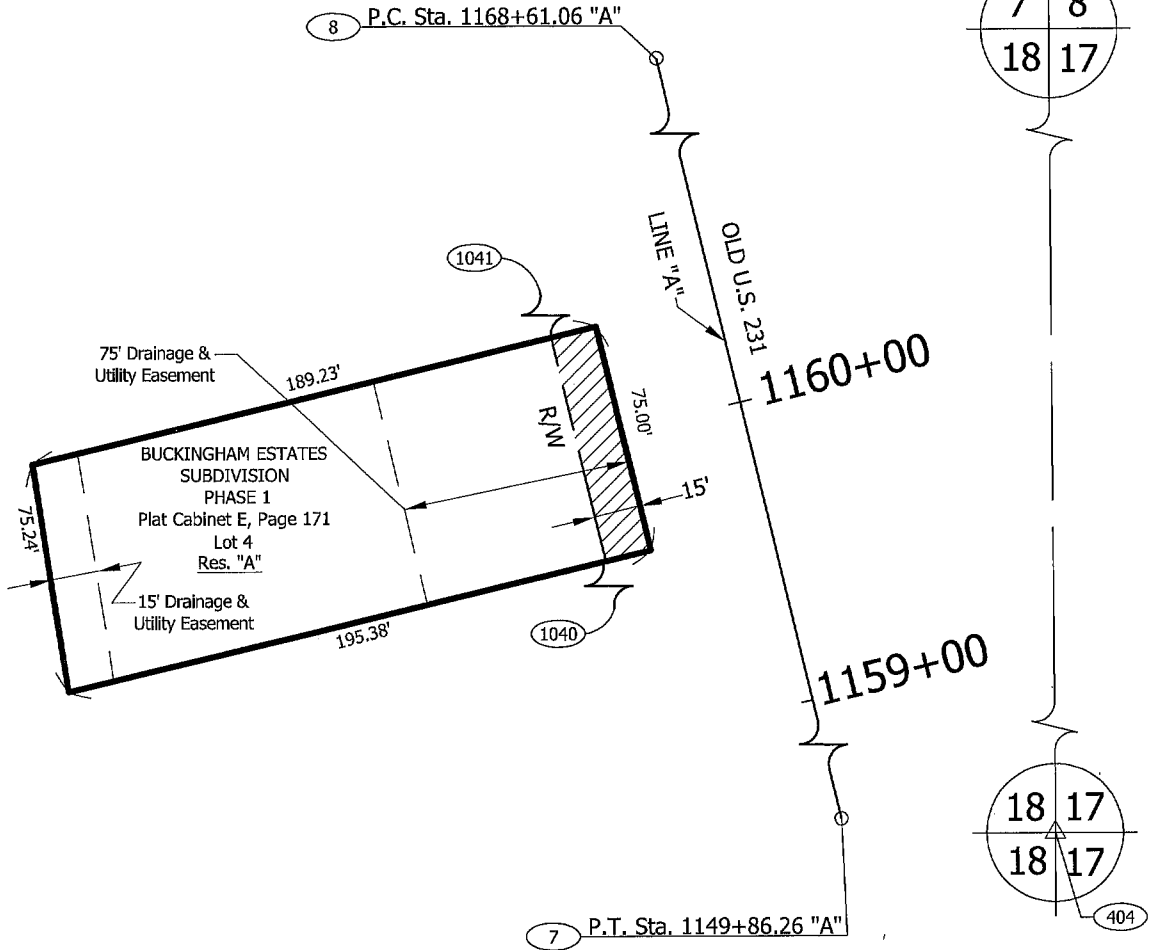 8 P.C. Sta. 1168+61.06 "A"
7 8
18 17
LINE "A"
OLD U.S. 231
1041
75' Drainage &
Utility Easement
189.23'
1160+00
75.00'
R/W
BUCKINGHAM ESTATES
SUBDIVISION
PHASE 1
Plat Cabinet E, Page 171
Lot 4
Res. "A"
75.24'
15'
15' Drainage &
Utility Easement
195.38'
1040
1159+00
18 17
18 17
404
7 P.T. Sta. 1149+86.26 "A"